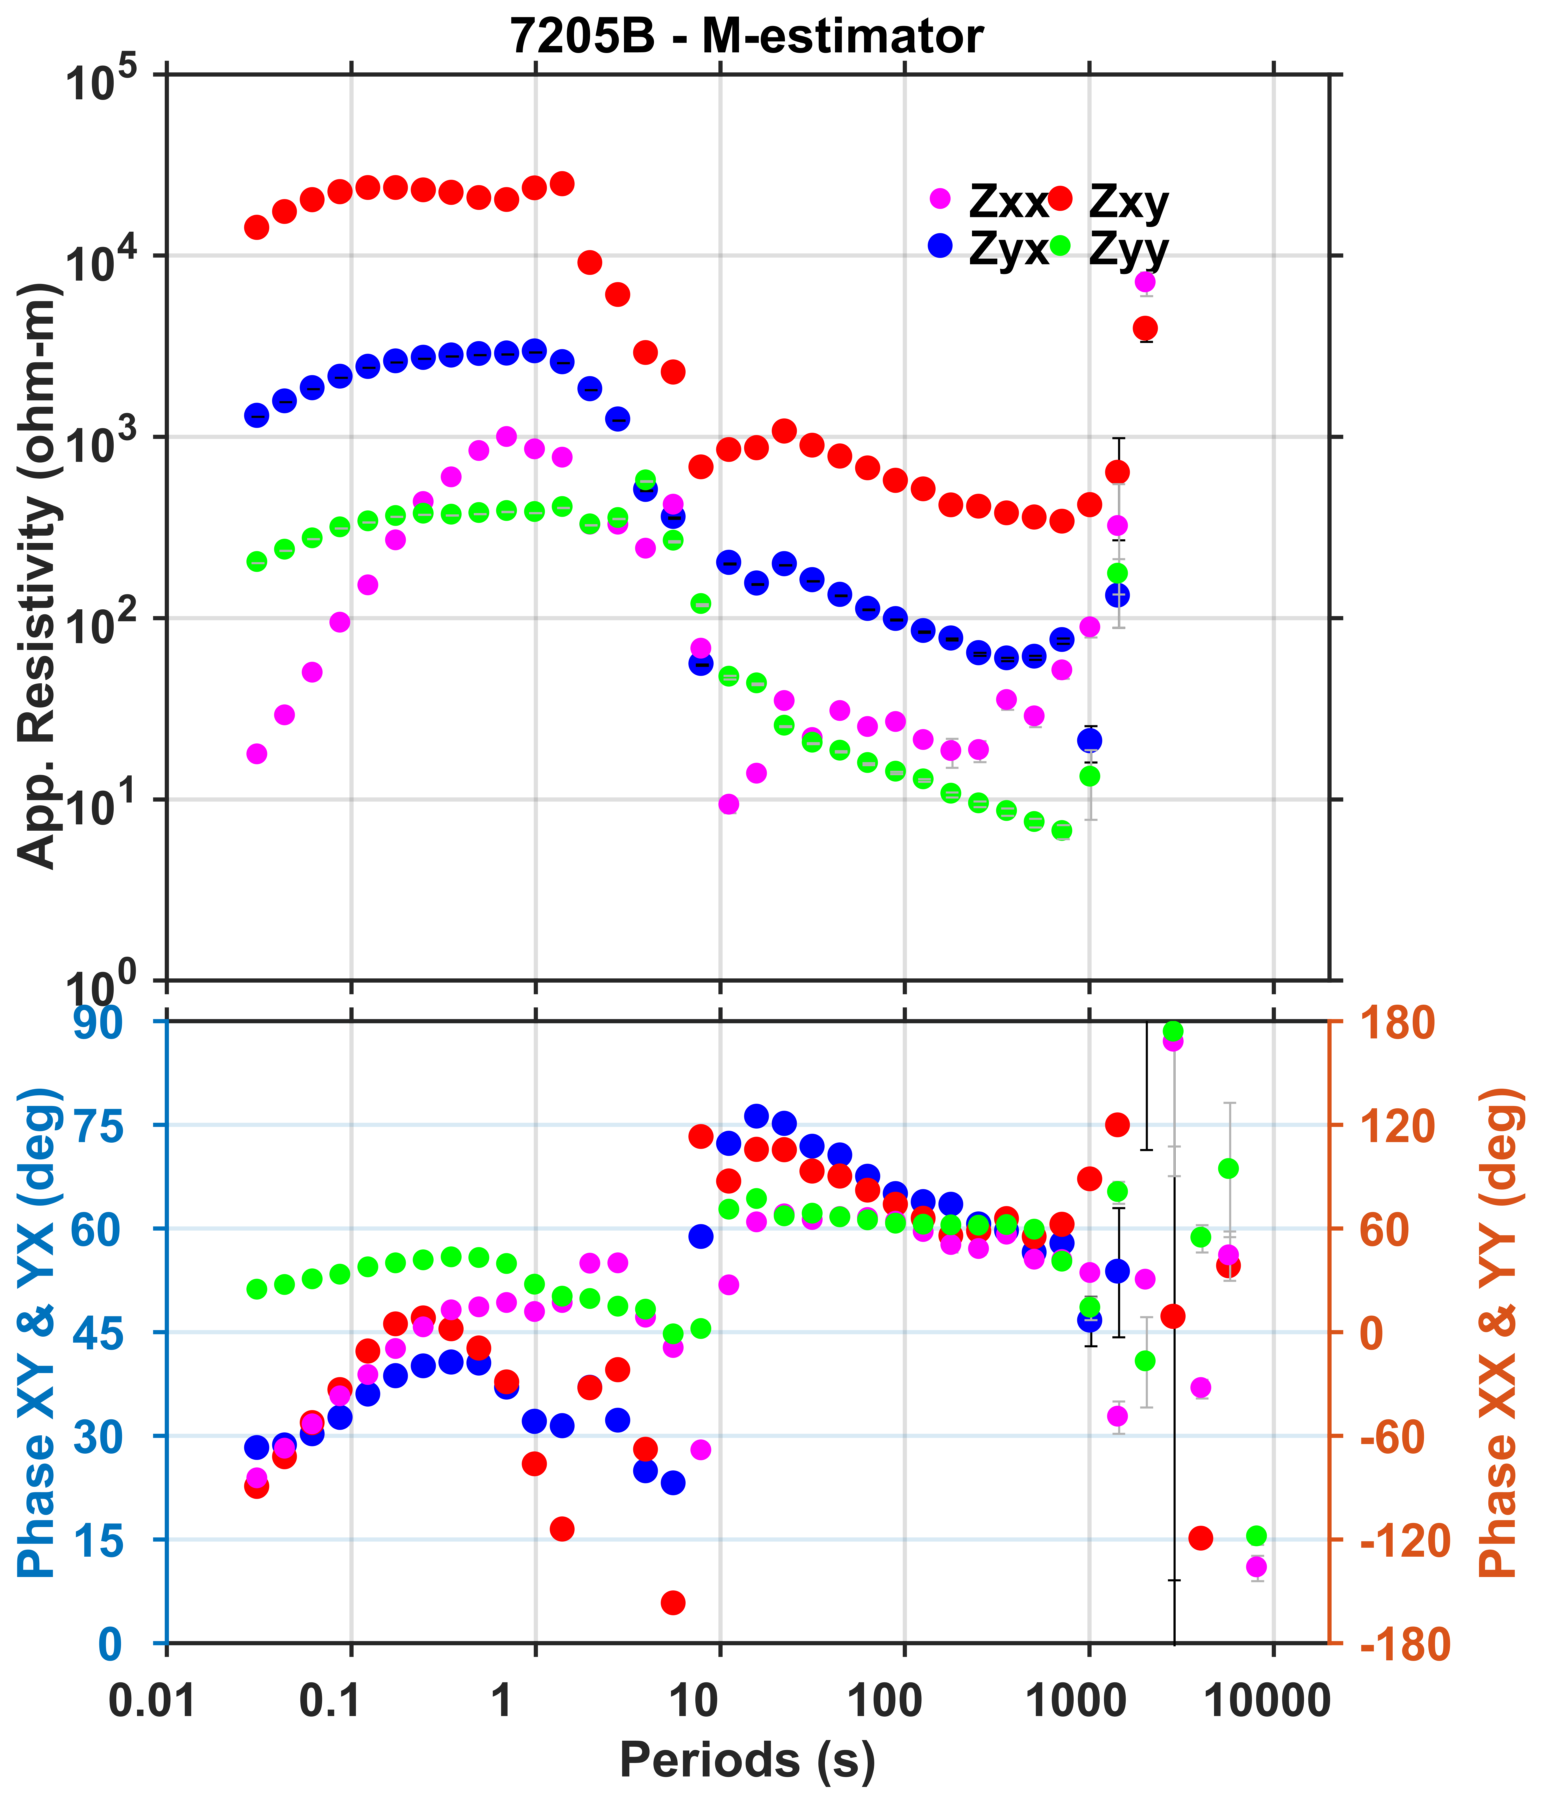 7205B - M-estimator
10^5
10^4
10^3
10^2
10^1
10^0
App. Resistivity (ohm-m)
Zxx Zxy
Zyx Zyy
90
75
60
45
30
15
0
Phase XY & YX (deg)
180
120
60
0
-60
-120
-180
Phase XX & YY (deg)
0.01 0.1 1 10 100 1000 10000
Periods (s)